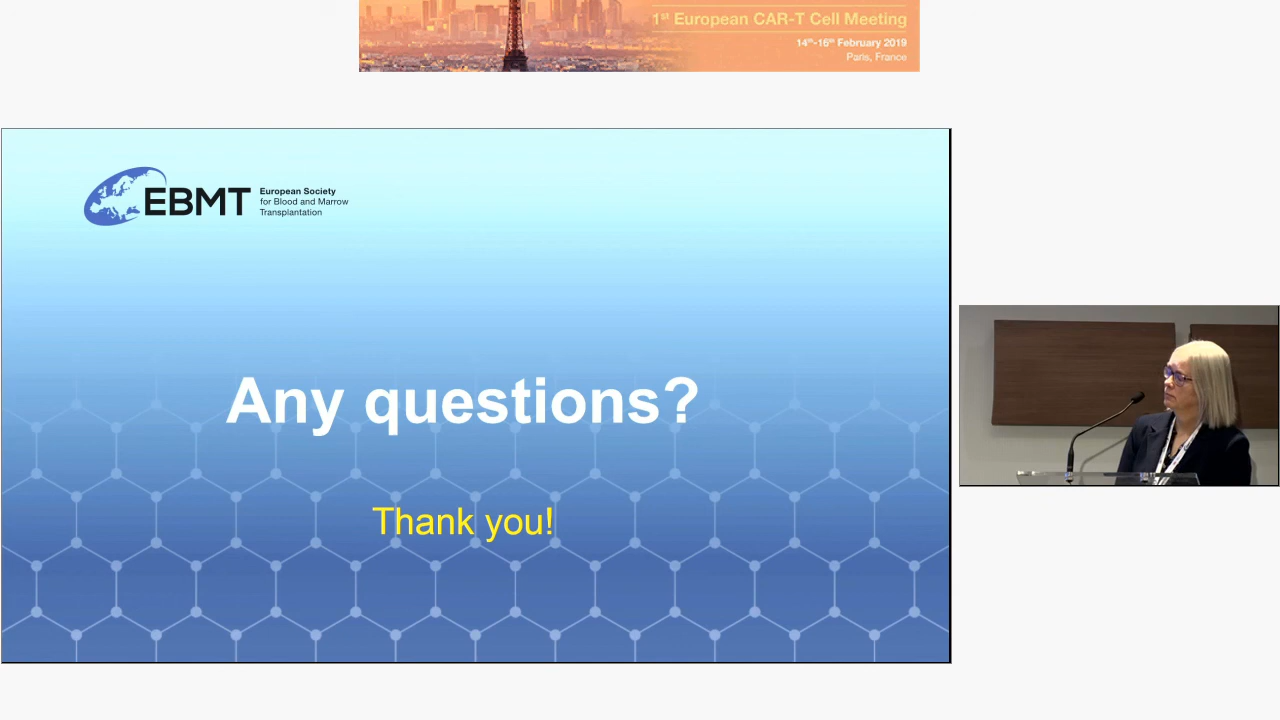 1st European CAR-T Cell Meeting
14th-16th February 2019
Paris, France
EBMT
European Society
for Blood and Marrow
Transplantation
Any questions?
Thank you!